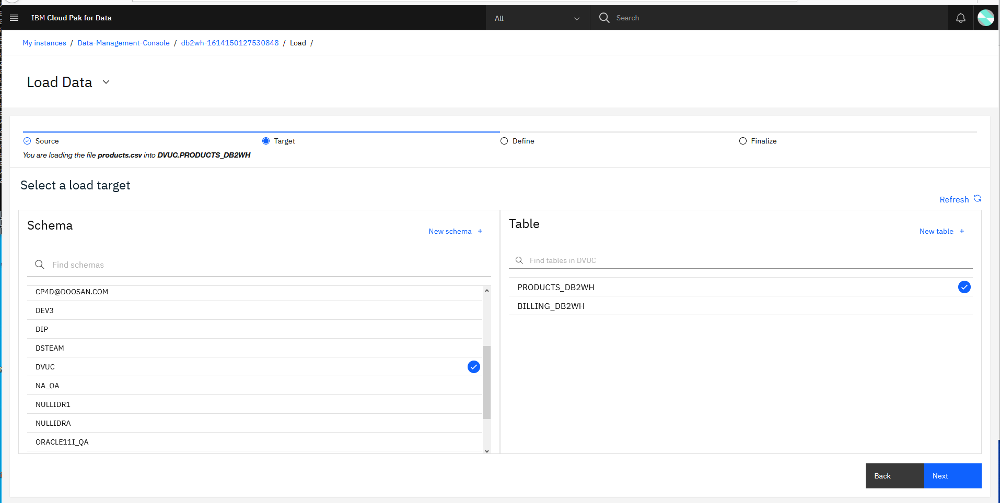 IBM Cloud Pak for Data
All
Search
My instances / Data-Management-Console / db2wh-1614150127530848 / Load /
Load Data
Source
Target
Define
Finalize
You are loading the file products.csv into DVUC.PRODUCTS_DB2WH
Select a load target
Refresh
Schema
New schema +
Find schemas
CP4D@DOOSAN.COM
DEV3
DIP
DSTEAM
DVUC
NA_QA
NULLIDR1
NULLIDRA
ORACLE11I_QA
Table
New table +
Find tables in DVUC
PRODUCTS_DB2WH
BILLING_DB2WH
Back
Next